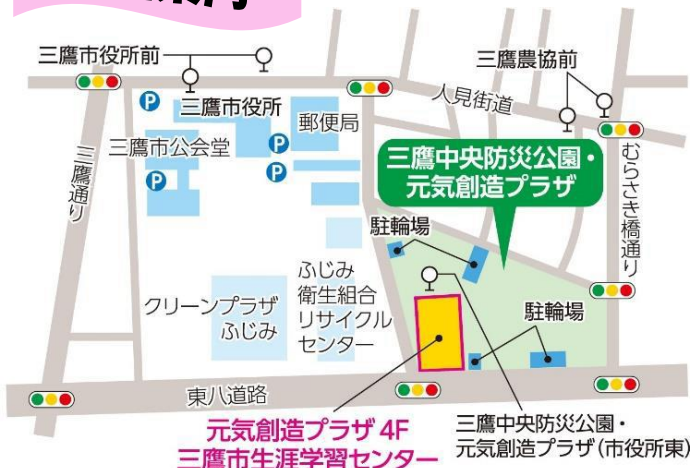 案内
三鷹市役所前
三鷹農協前
P
三鷹市役所
人見街道
郵便局
P
三鷹市公会堂
三鷹中央防災公園・
元気創造プラザ
P
P
三鷹通り
むらさき橋通り
駐輪場
ふじみ
衛生組合
リサイクル
センター
クリーンプラザ
ふじみ
駐輪場
東八道路
元気創造プラザ 4F
三鷹市生涯学習センター
三鷹中央防災公園・
元気創造プラザ(市役所東)